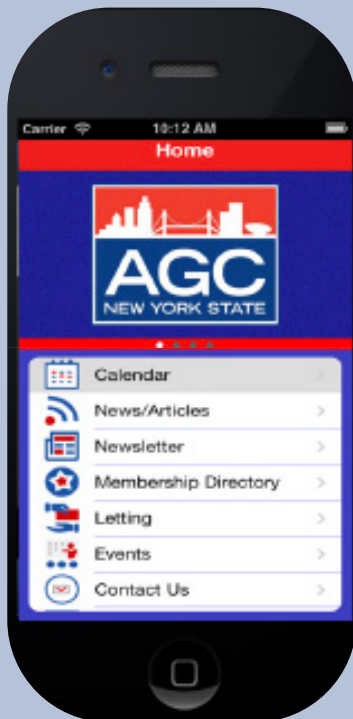 Carrier 10:12 AM
Home
AGC
NEW YORK STATE
Calendar
News/Articles
Newsletter
Membership Directory
Letting
Events
Contact Us